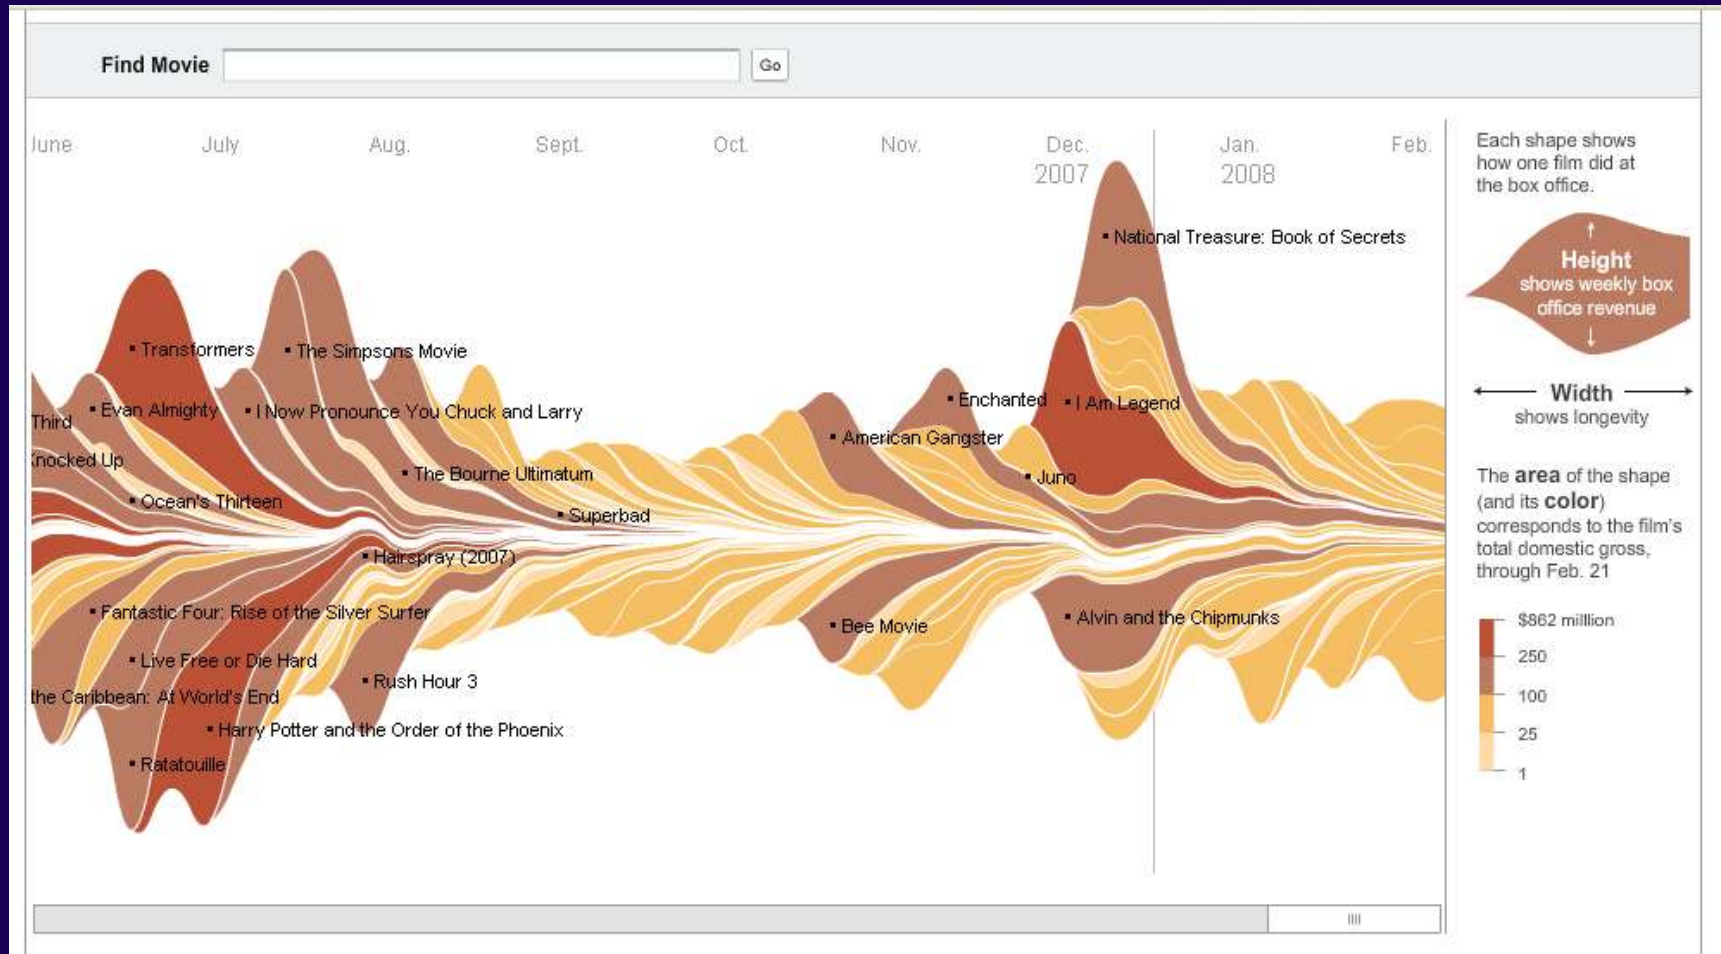 Find Movie
Go
June
July
Aug.
Sept.
Oct.
Nov.
Dec.
2007
Jan.
2008
Feb.
National Treasure: Book of Secrets
Transformers
The Simpsons Movie
Third
Evan Almighty
I Now Pronounce You Chuck and Larry
Enchanted
I Am Legend
American Gangster
Knocked Up
The Bourne Ultimatum
Juno
Ocean's Thirteen
Superbad
Hairspray (2007)
Fantastic Four: Rise of the Silver Surfer
Bee Movie
Alvin and the Chipmunks
Live Free or Die Hard
Rush Hour 3
the Caribbean: At World's End
Harry Potter and the Order of the Phoenix
Ratatouille
Each shape shows
how one film did at
the box office.
Height
shows weekly box
office revenue
Width
shows longevity
The area of the shape
(and its color)
corresponds to the film's
total domestic gross,
through Feb. 21
$862 milllion
250
100
25
1